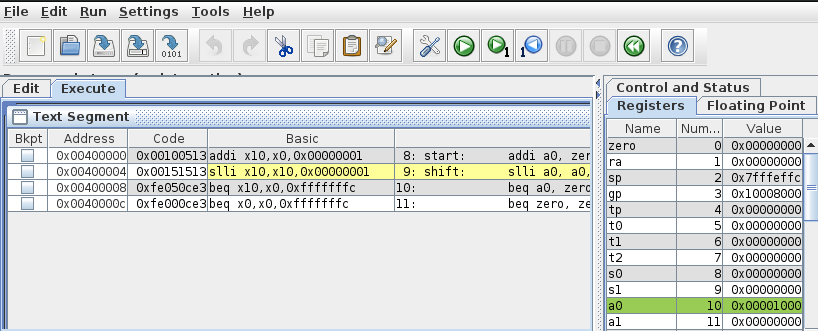 File Edit Run Settings Tools Help
0101 1 1 ?
Edit Execute
Text Segment
Bkpt Address Code Basic
0x00400000 0x00100513 addi x10,x0,0x00000001 8: start: addi a0, zer
0x00400004 0x00151513 slli x10,x10,0x00000001 9: shift: slli a0, a0,
0x00400008 0xfe050ce3 beq x10,x0,0xfffffffc 10: beq a0, zero
0x0040000c 0xfe000ce3 beq x0,x0,0xfffffffc 11: beq zero, ze
Control and Status
Registers Floating Point
Name Num... Value
zero 0 0x00000000
ra 1 0x00000000
sp 2 0x7fffeffc
gp 3 0x10008000
tp 4 0x00000000
t0 5 0x00000000
t1 6 0x00000000
t2 7 0x00000000
s0 8 0x00000000
s1 9 0x00000000
a0 10 0x00001000
a1 11 0x00000000